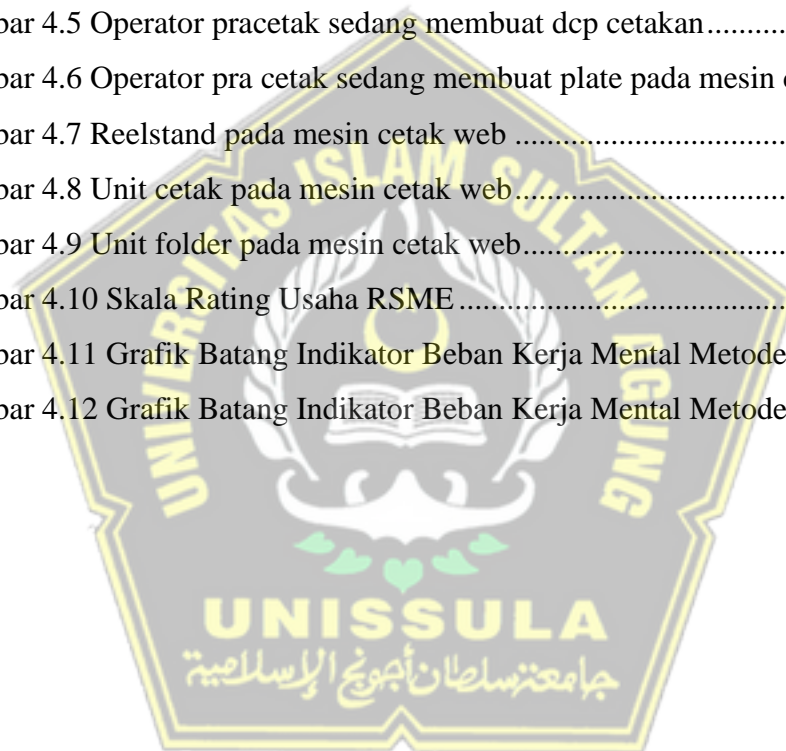 bar 4.5 Operator pracetak sedang membuat dcp cetakan...........
bar 4.6 Operator pra cetak sedang membuat plate pada mesin
bar 4.7 Reelstand pada mesin cetak web ..................................
bar 4.8 Unit cetak pada mesin cetak web..................................
bar 4.9 Unit folder pada mesin cetak web.................................
bar 4.10 Skala Rating Usaha RSME.........................................
bar 4.11 Grafik Batang Indikator Beban Kerja Mental Metode
bar 4.12 Grafik Batang Indikator Beban Kerja Mental Metode
UNIVERSITAS ISLAM SULTAN AGUNG
UNISSULA
جامعة سلطان أجونج الإسلامية